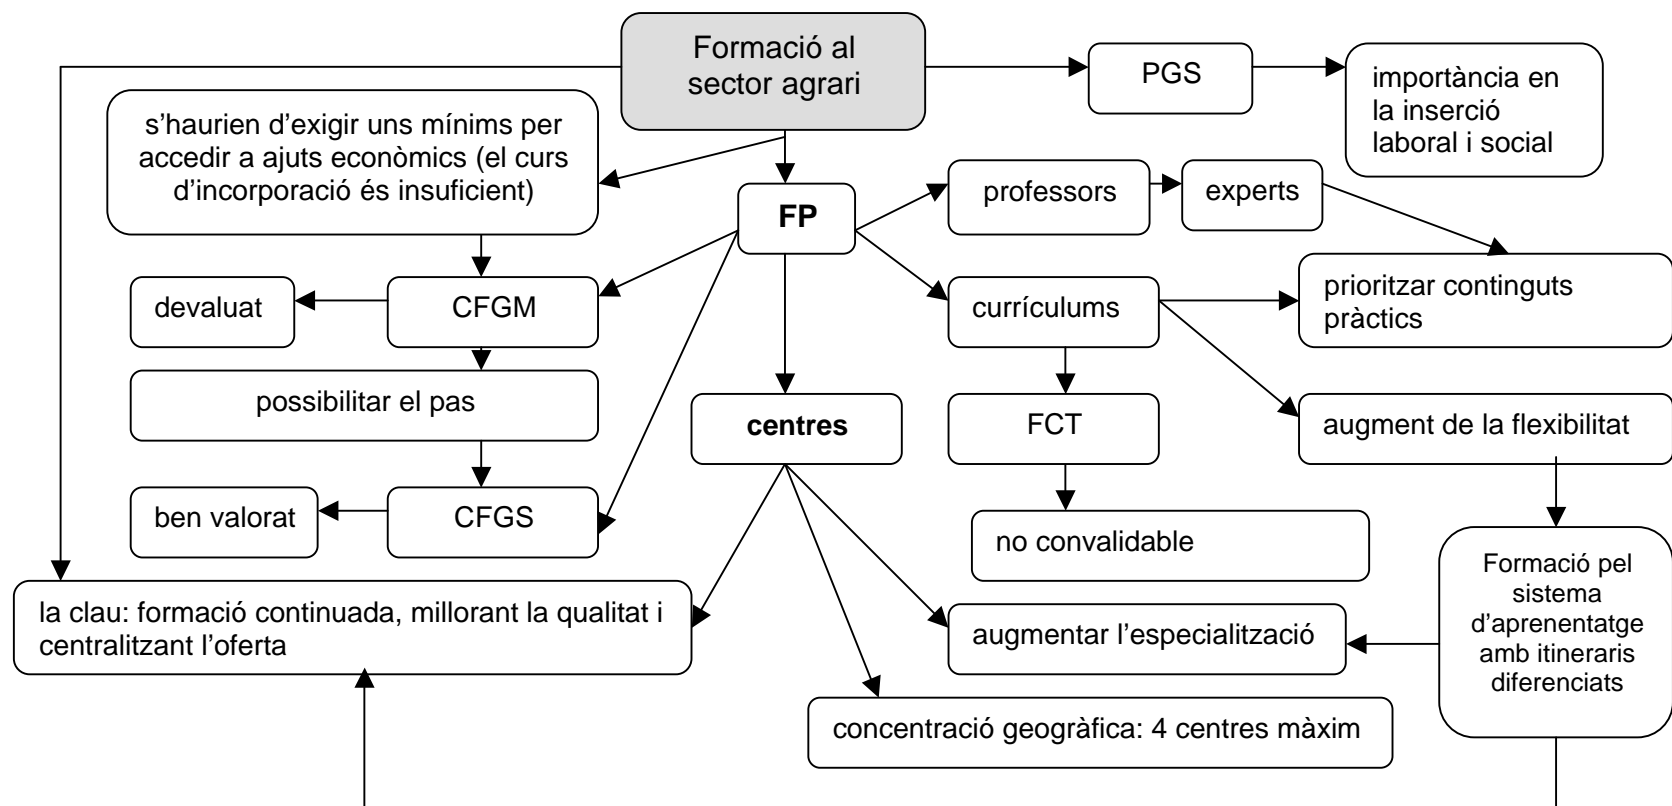 Formació al
sector agrari
PGS
importància en
la inserció
laboral i social
s’haurien d’exigir uns mínims per
accedir a ajuts econòmics (el curs
d’incorporació és insuficient)
FP
professors
experts
devaluat
CFGM
currículums
prioritzar continguts
pràctics
possibilitar el pas
centres
FCT
augment de la flexibilitat
ben valorat
CFGS
no convalidable
Formació pel
sistema
d’aprenentatge
amb itineraris
diferenciats
la clau: formació continuada, millorant la qualitat i
centralitzant l’oferta
augmentar l’especialització
concentració geogràfica: 4 centres màxim